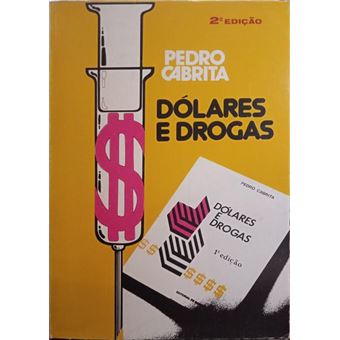 2ª EDIÇÃO
PEDRO
CABRITA
DÓLARES
E DROGAS
PEDRO CABRITA
DÓLARES
E
DROGAS
1ª edição
$$ $$$$